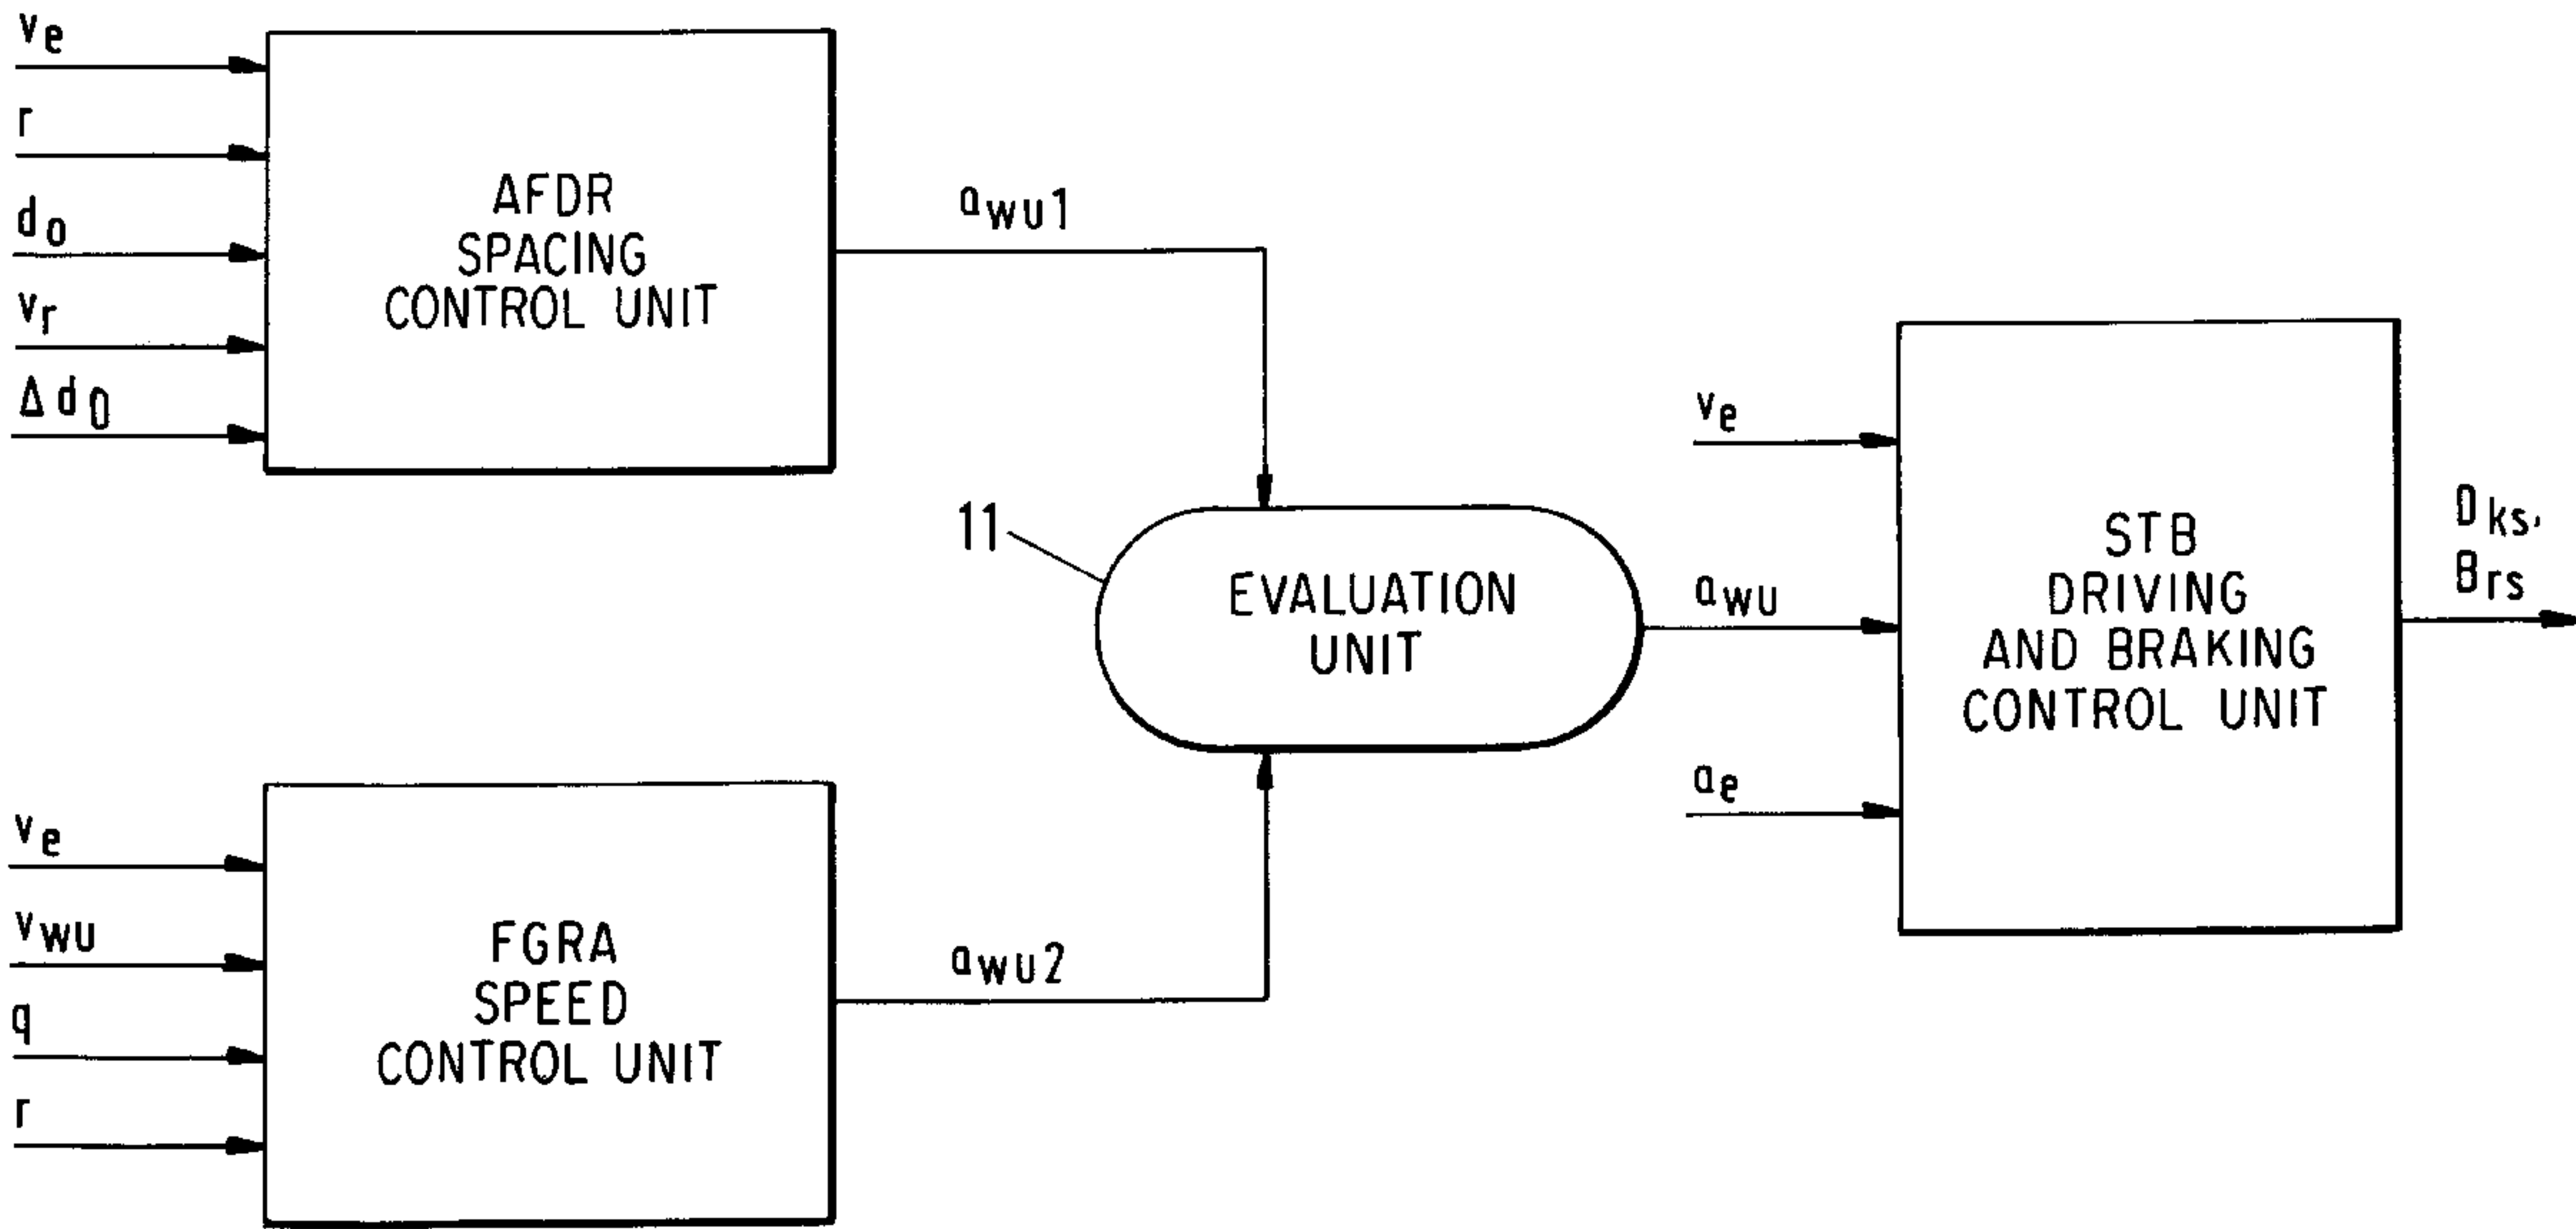 ve
r
do
vr
Δd0
AFDR
SPACING
CONTROL UNIT
awu1
11
EVALUATION
UNIT
ve
awu
ae
STB
DRIVING
AND BRAKING
CONTROL UNIT
Dks,
Brs
ve
vwu
q
r
FGRA
SPEED
CONTROL UNIT
awu2